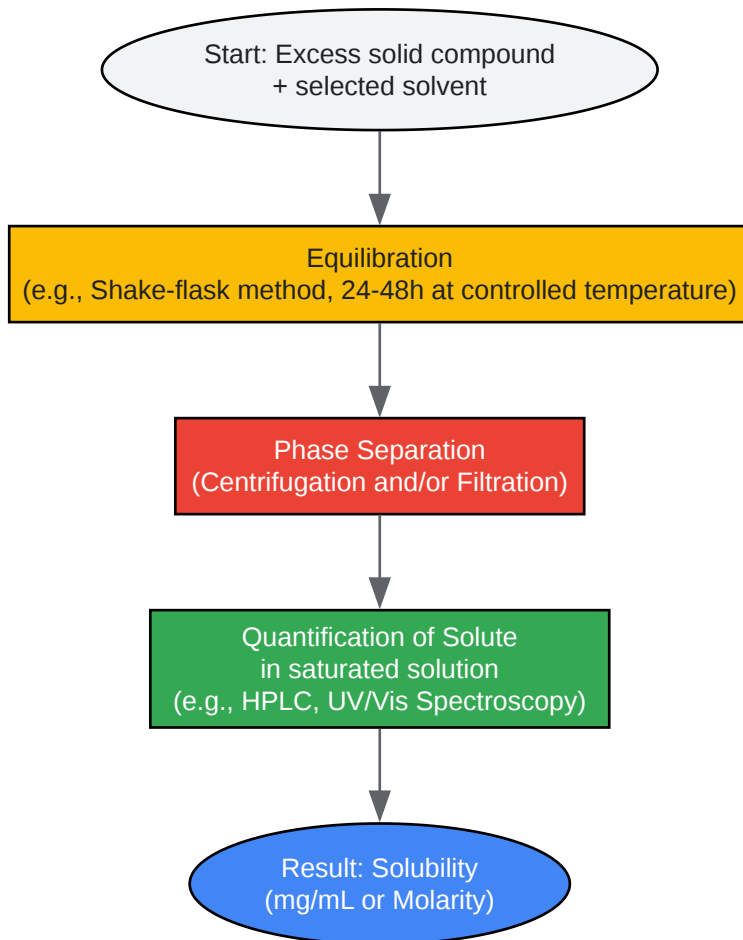 Start: Excess solid compound
+ selected solvent
Equilibration
(e.g., Shake-flask method, 24-48h at controlled temperature)
Phase Separation
(Centrifugation and/or Filtration)
Quantification of Solute
in saturated solution
(e.g., HPLC, UV/Vis Spectroscopy)
Result: Solubility
(mg/mL or Molarity)